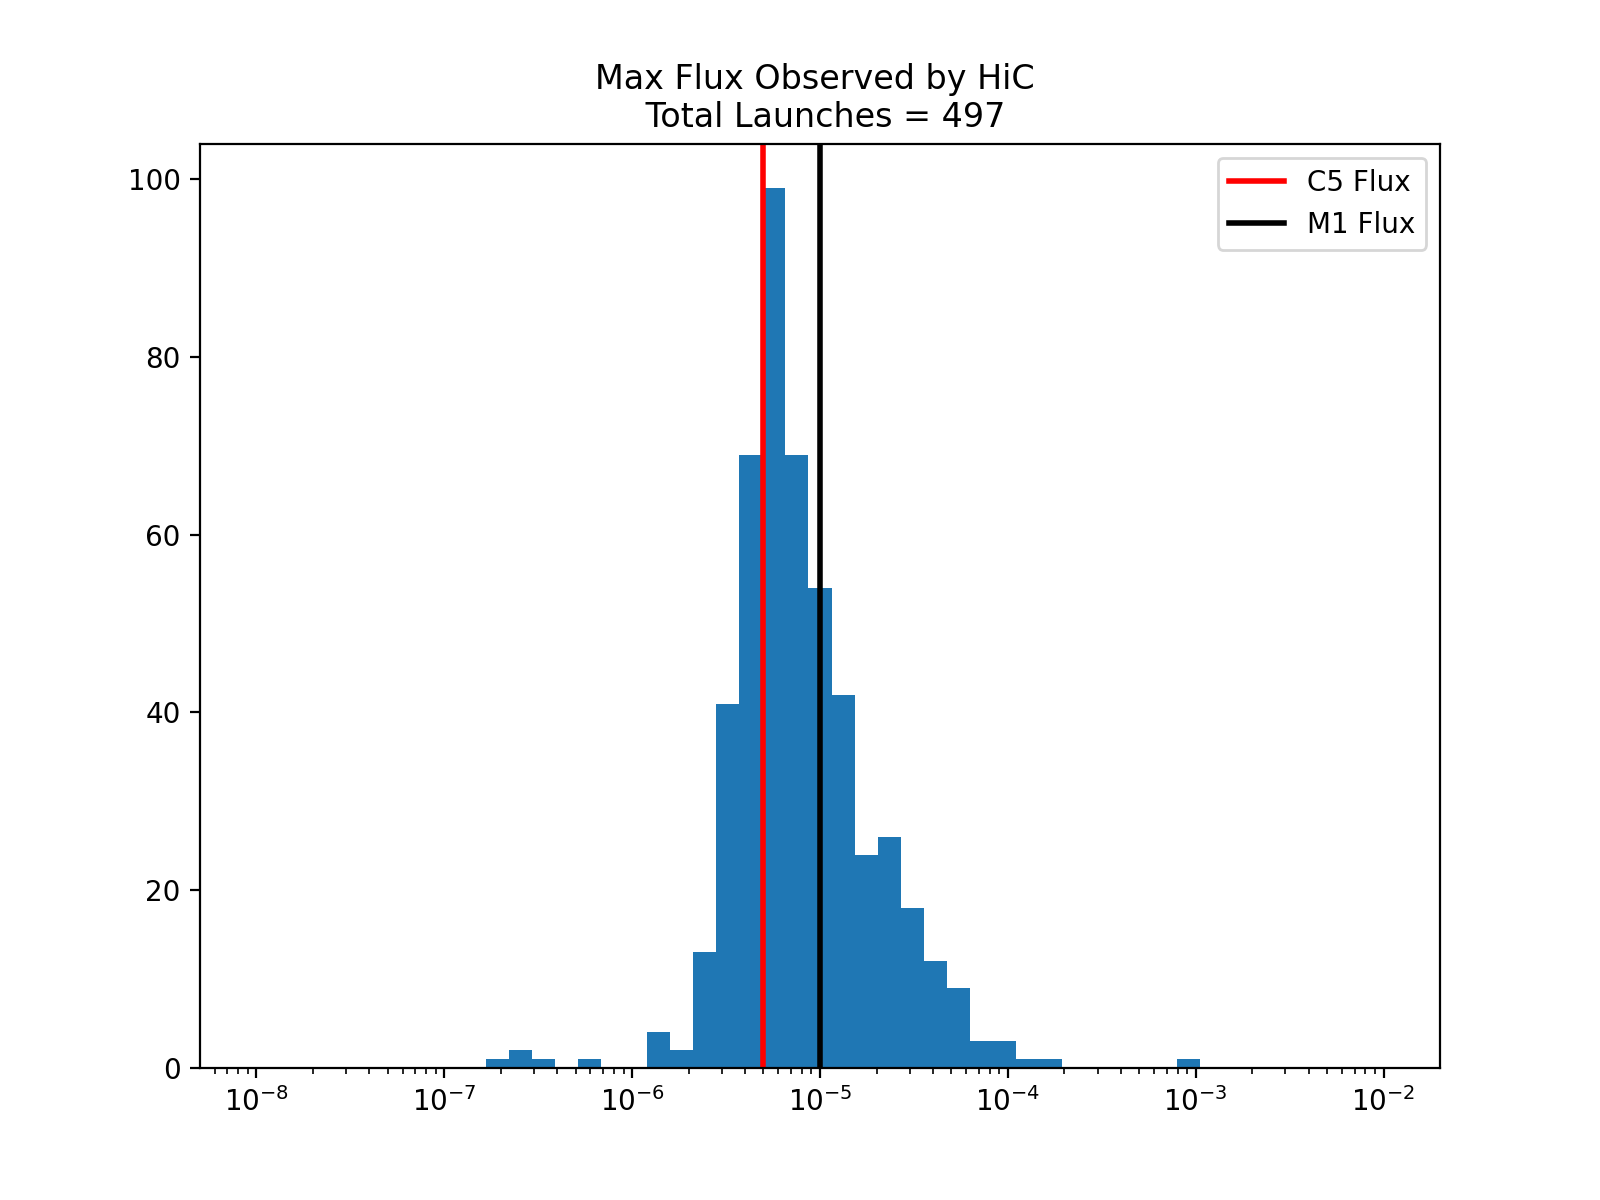 Max Flux Observed by HiC
Total Launches = 497
C5 Flux
M1 Flux
100
80
60
40
20
0
10⁻⁸ 10⁻⁷ 10⁻⁶ 10⁻⁵ 10⁻⁴ 10⁻³ 10⁻²